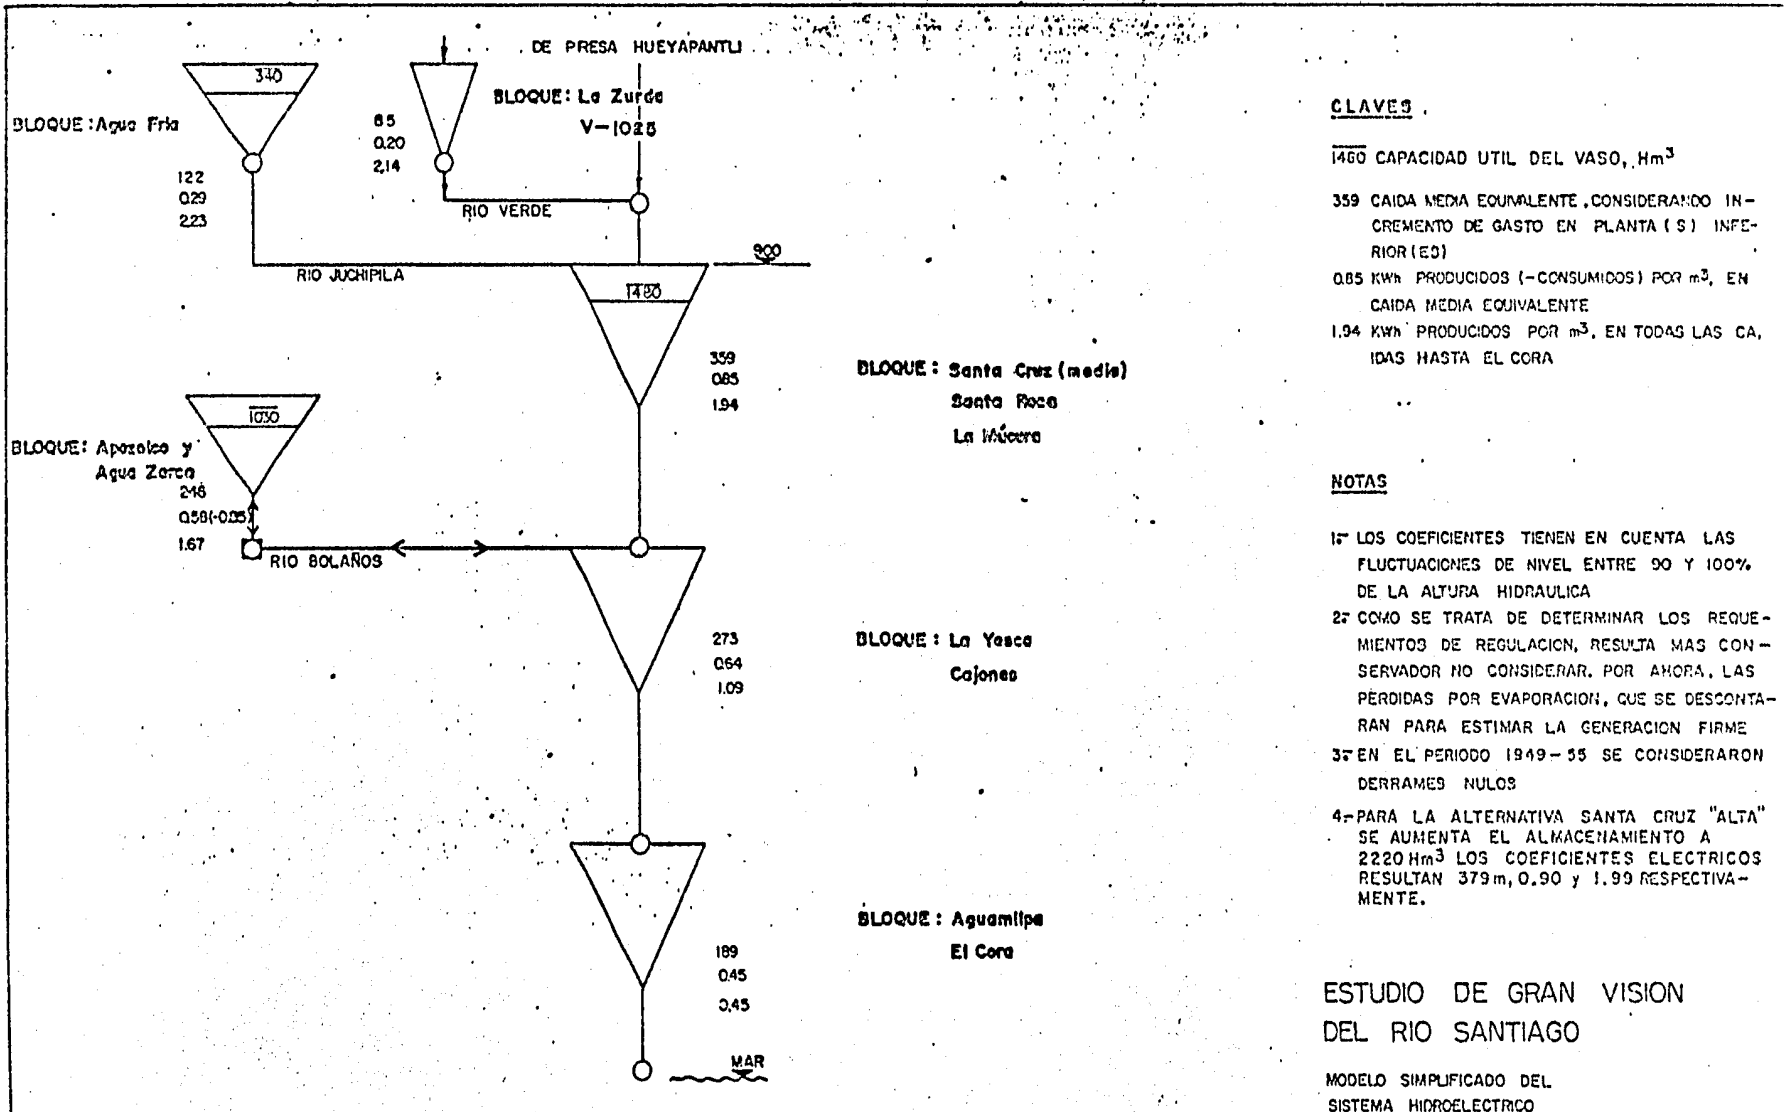 DE PRESA HUEYAPANTLI
340
BLOQUE: Agua Fría
122
0.29
2.23
BLOQUE: La Zurda
V-1025
85
0.20
2.14
RIO VERDE
RIO JUCHIPILA
900
1480
359
0.85
1.94
BLOQUE: Santa Cruz (media)
Santa Rosa
La Múcura
1030
BLOQUE: Apozolco y
Agua Zarca
248
0.58(-0.85)
1.67
RIO BOLAÑOS
273
0.64
1.09
BLOQUE: La Yesca
Cajones
189
0.45
0.45
BLOQUE: Aguamilpa
El Cora
MAR
CLAVES
1460 CAPACIDAD UTIL DEL VASO, Hm³
359 CAIDA MEDIA EQUIVALENTE, CONSIDERANDO IN-
CREMENTO DE GASTO EN PLANTA (S) INFE-
RIOR(ES)
0.85 KWh PRODUCIDOS (-CONSUMIDOS) POR m³, EN
CAIDA MEDIA EQUIVALENTE
1.94 KWh PRODUCIDOS POR m³, EN TODAS LAS CA,
IDAS HASTA EL CORA
NOTAS
1.- LOS COEFICIENTES TIENEN EN CUENTA LAS
FLUCTUACIONES DE NIVEL ENTRE 90 Y 100%
DE LA ALTURA HIDRAULICA
2.- COMO SE TRATA DE DETERMINAR LOS REQUE-
MIENTOS DE REGULACION, RESULTA MAS CON-
SERVADOR NO CONSIDERAR, POR AHORA, LAS
PERDIDAS POR EVAPORACION, QUE SE DESCONTA-
RAN PARA ESTIMAR LA GENERACION FIRME
3.- EN EL PERIODO 1949-55 SE CONSIDERARON
DERRAMES NULOS
4.- PARA LA ALTERNATIVA SANTA CRUZ "ALTA"
SE AUMENTA EL ALMACENAMIENTO A
2220 Hm³ LOS COEFICIENTES ELECTRICOS
RESULTAN 379m, 0.90 y 1.99 RESPECTIVA-
MENTE.
ESTUDIO DE GRAN VISION
DEL RIO SANTIAGO
MODELO SIMPLIFICADO DEL
SISTEMA HIDROELECTRICO